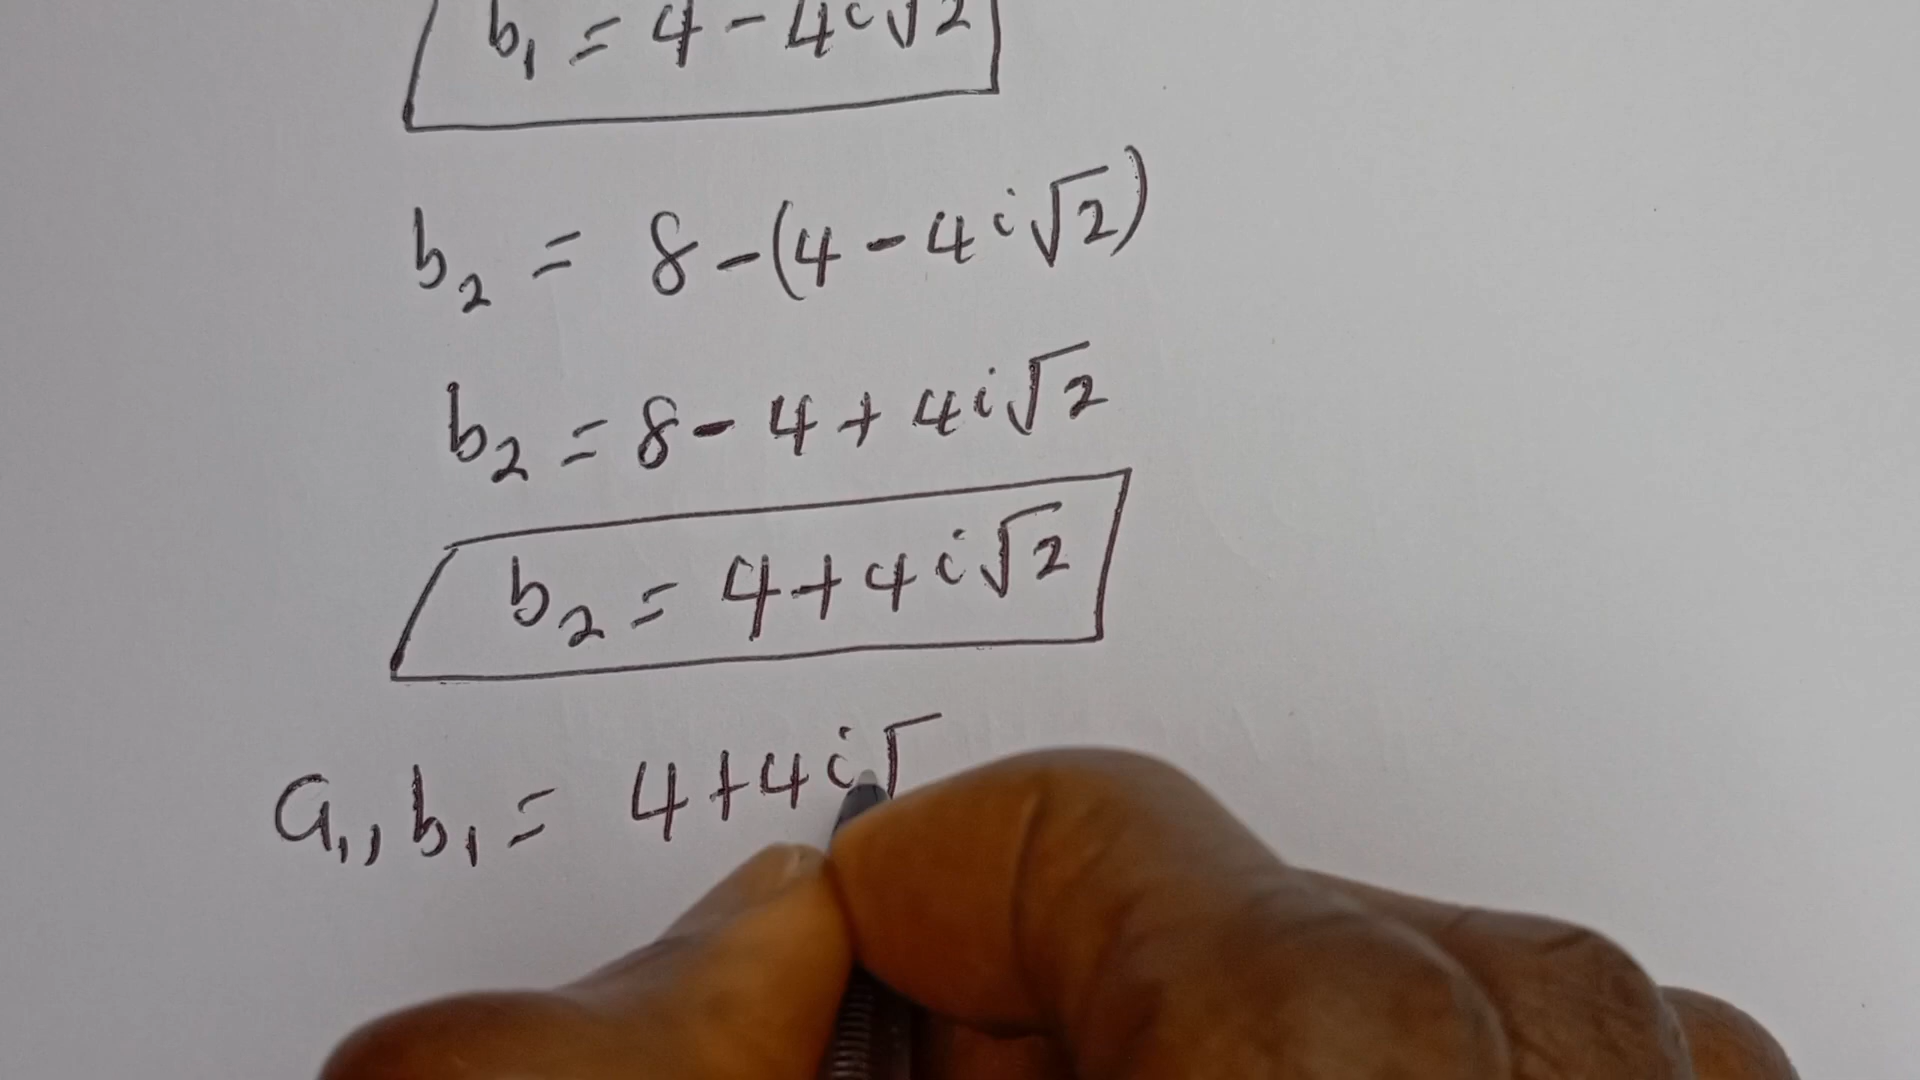 b₁ = 4 - 4i√2
b₂ = 8 - (4 - 4i√2)
b₂ = 8 - 4 + 4i√2
b₂ = 4 + 4i√2
a₁, b₁ = 4 + 4i√